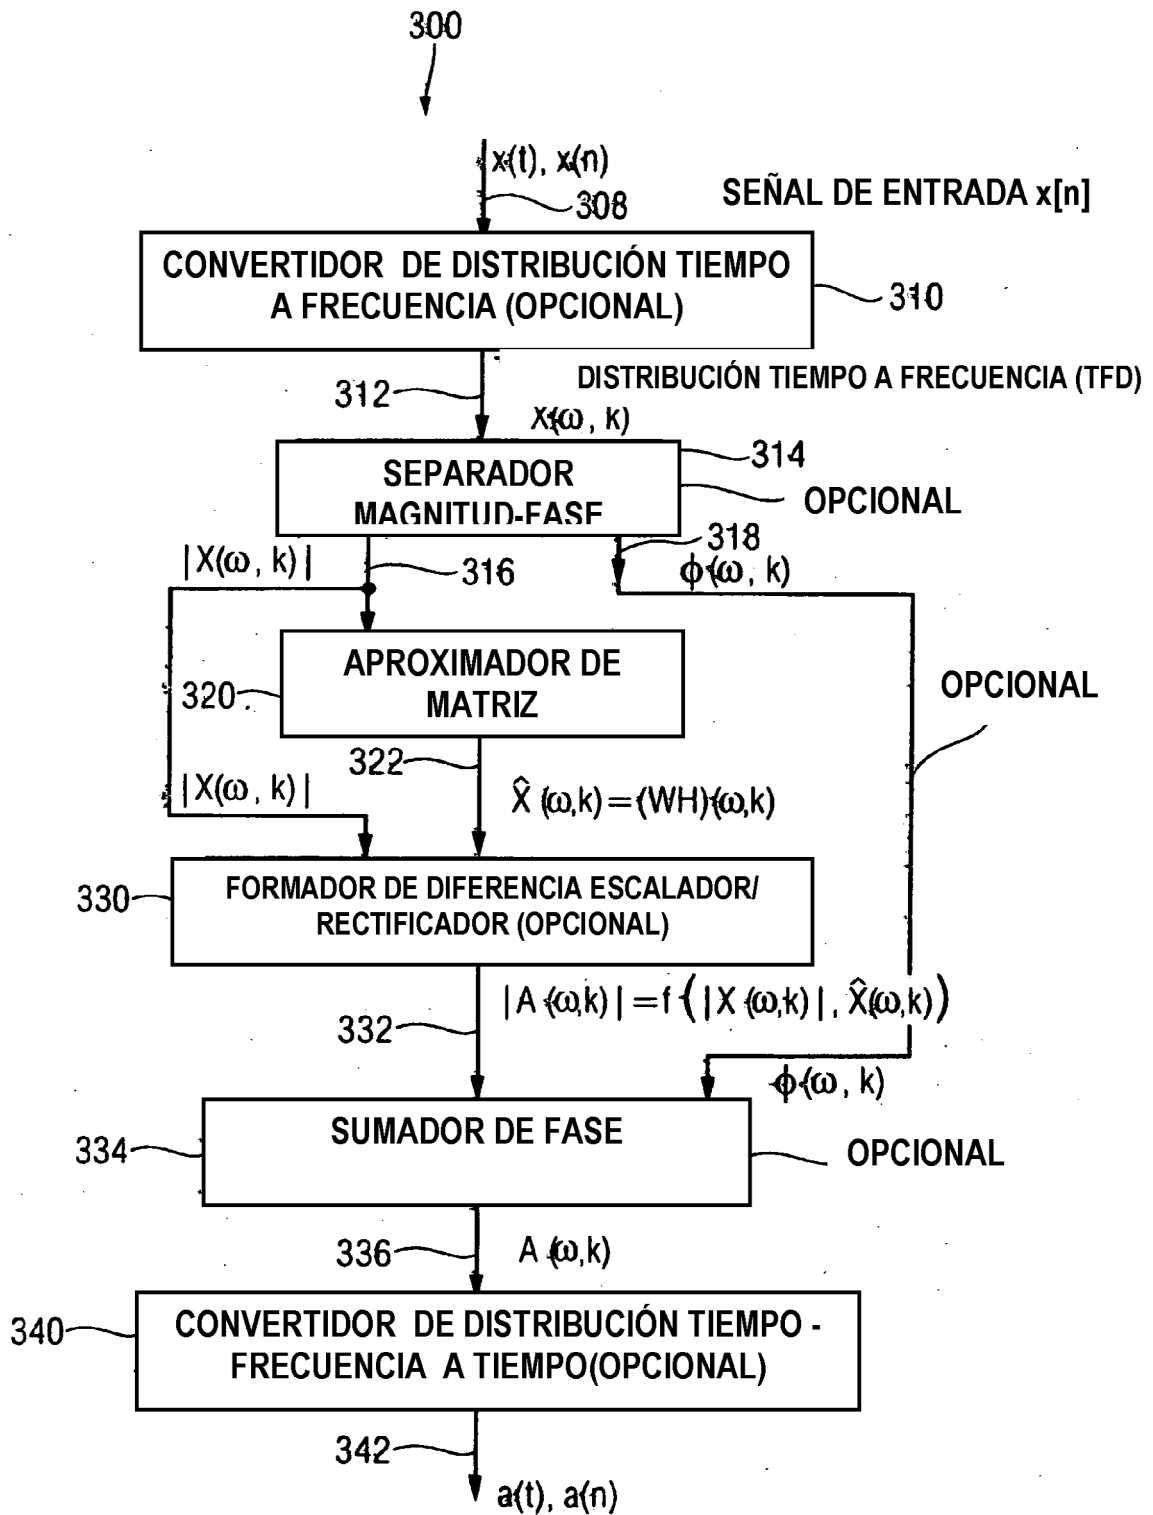 300
x(t), x(n)
308
SEÑAL DE ENTRADA x[n]
CONVERTIDOR DE DISTRIBUCIÓN TIEMPO
A FRECUENCIA (OPCIONAL)
310
312
DISTRIBUCIÓN TIEMPO A FRECUENCIA (TFD)
X(ω, k)
314
SEPARADOR
MAGNITUD-FASE
OPCIONAL
318
|X(ω, k)|
316
ϕ(ω, k)
APROXIMADOR DE
MATRIZ
320
OPCIONAL
322
|X(ω, k)|
X̂(ω,k)=(WH)(ω,k)
330
FORMADOR DE DIFERENCIA ESCALADOR/
RECTIFICADOR (OPCIONAL)
|A(ω,k)|=f(|X(ω,k)|, X̂(ω,k))
332
ϕ(ω, k)
SUMADOR DE FASE
334
OPCIONAL
336
A(ω,k)
340
CONVERTIDOR DE DISTRIBUCIÓN TIEMPO -
FRECUENCIA A TIEMPO(OPCIONAL)
342
a(t), a(n)